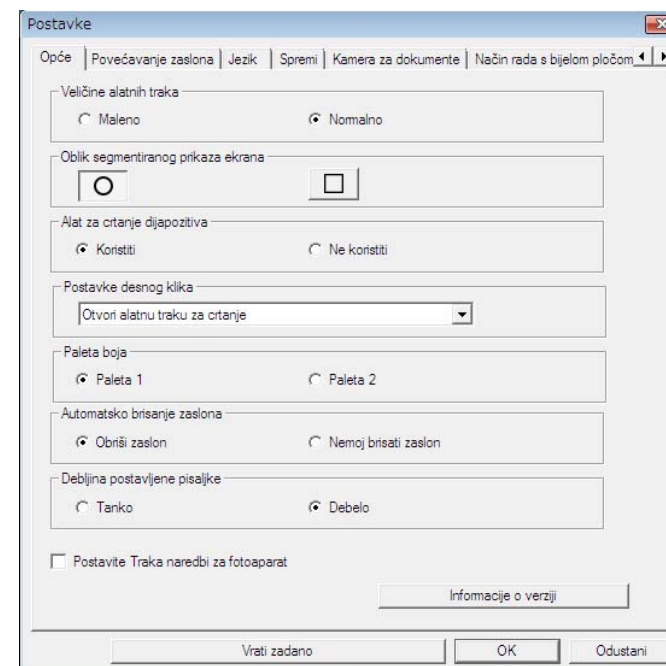 Postavke
Opće Povećavanje zaslona Jezik Spremi Kamera za dokumente Način rada s bijelom pločom
Veličine alatnih traka
Maleno Normalno
Oblik segmentiranog prikaza ekrana
Alat za crtanje dijapozitiva
Koristiti Ne koristiti
Postavke desnog klika
Otvori alatnu traku za crtanje
Paleta boja
Paleta 1 Paleta 2
Automatsko brisanje zaslona
Obriši zaslon Nemoj brisati zaslon
Debljina postavljene pisaljke
Tanko Debelo
Postavite Traka naredbi za fotoaparat
Informacije o verziji
Vrati zadano OK Odustani